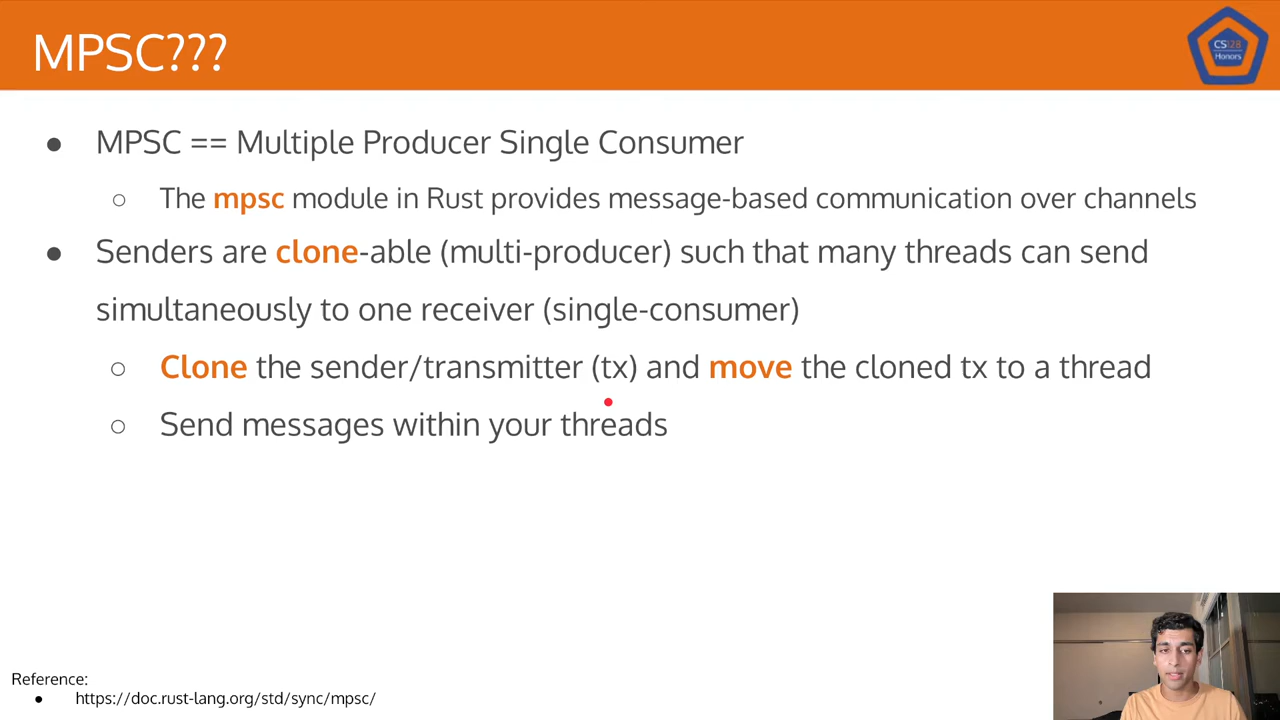 MPSC???
CS128
Honors
● MPSC == Multiple Producer Single Consumer
○ The mpsc module in Rust provides message-based communication over channels
● Senders are clone-able (multi-producer) such that many threads can send
simultaneously to one receiver (single-consumer)
○ Clone the sender/transmitter (tx) and move the cloned tx to a thread
○ Send messages within your threads
Reference:
● https://doc.rust-lang.org/std/sync/mpsc/